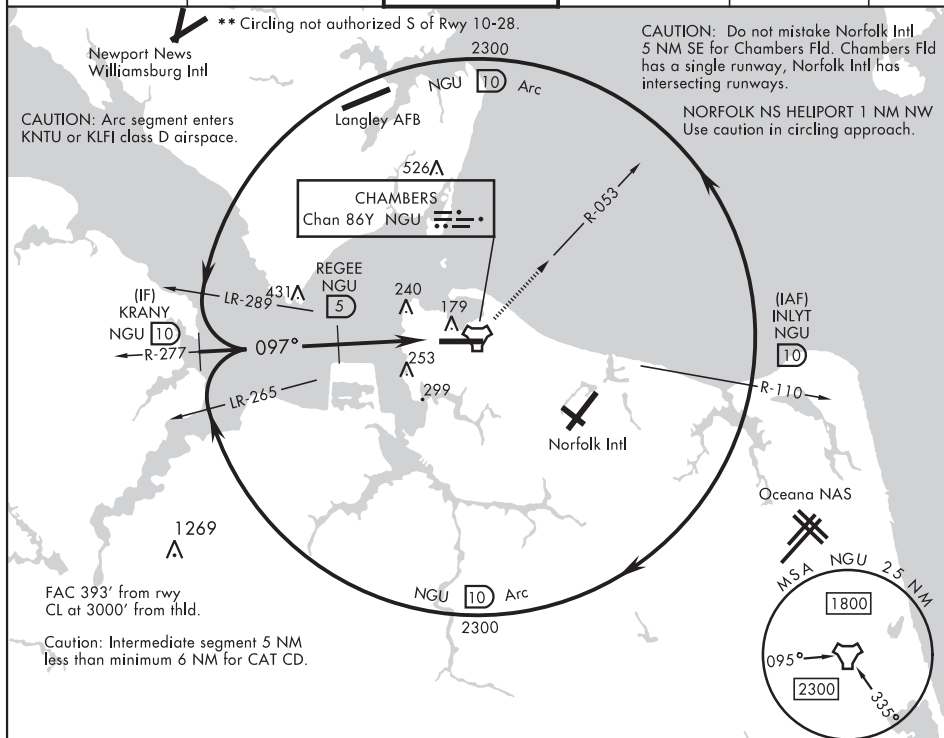 ** Circling not authorized S of Rwy 10-28.
Newport News
Williamsburg Intl
CAUTION: Do not mistake Norfolk Intl
5 NM SE for Chambers Fld. Chambers Fld
has a single runway, Norfolk Intl has
intersecting runways.
NORFOLK NS HELIPORT 1 NM NW
Use caution in circling approach.
2300
NGU 10 Arc
Langley AFB
CAUTION: Arc segment enters
KNTU or KLFI class D airspace.
526
CHAMBERS
Chan 86Y NGU
R-053
REGEE
NGU
5
431
LR-289
240
179
(IF)
KRANY
NGU 10
R-277
097°
(IAF)
INLYT
NGU
10
253
LR-265
299
R-110
Norfolk Intl
Oceana NAS
1269
FAC 393' from rwy
CL at 3000' from thld.
NGU 10 Arc
2300
Caution: Intermediate segment 5 NM
less than minimum 6 NM for CAT CD.
MSA NGU 25 NM
1800
095°
2300
335°